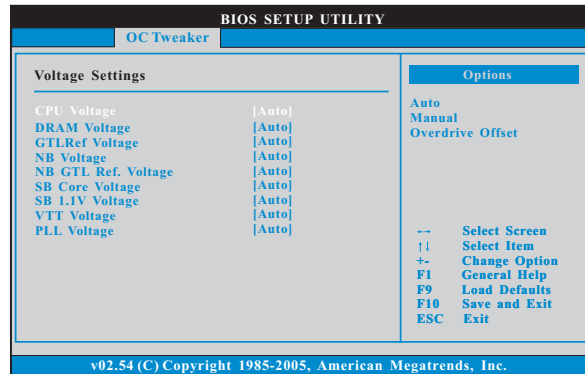 BIOS SETUP UTILITY
OC Tweaker
Voltage Settings
CPU Voltage [Auto]
DRAM Voltage [Auto]
GTLRef Voltage [Auto]
NB Voltage [Auto]
NB GTL Ref. Voltage [Auto]
SB Core Voltage [Auto]
SB 1.1V Voltage [Auto]
VTT Voltage [Auto]
PLL Voltage [Auto]
Options
Auto
Manual
Overdrive Offset
←→ Select Screen
↑↓ Select Item
+- Change Option
F1 General Help
F9 Load Defaults
F10 Save and Exit
ESC Exit
v02.54 (C) Copyright 1985-2005, American Megatrends, Inc.